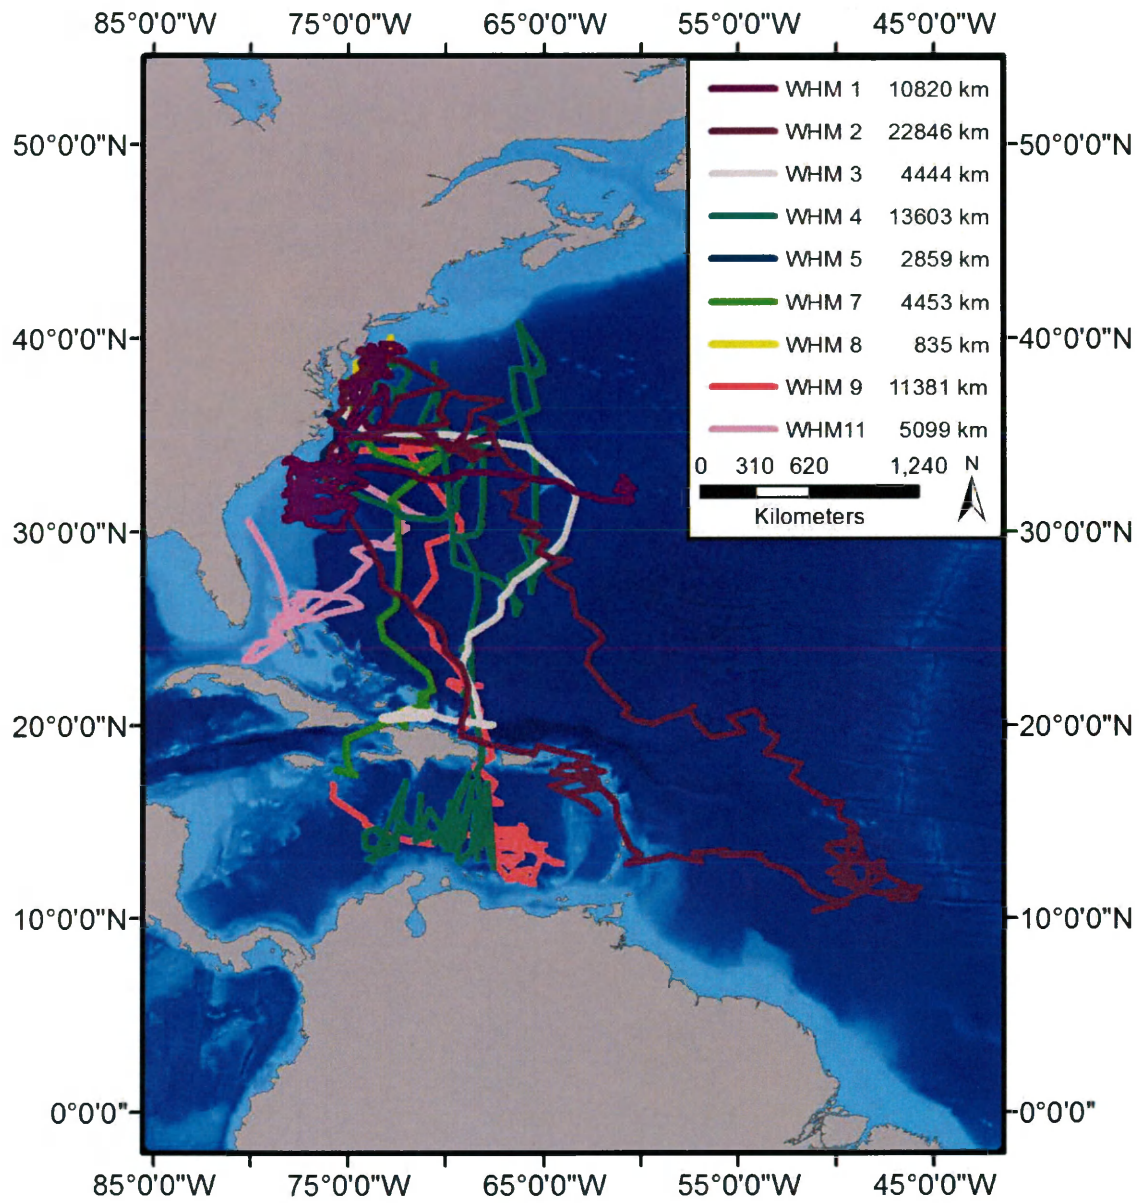 85°0'0"W 75°0'0"W 65°0'0"W 55°0'0"W 45°0'0"W
WHM 1 10820 km
WHM 2 22846 km
50°0'0"N 50°0'0"N
WHM 3 4444 km
WHM 4 13603 km
WHM 5 2859 km
WHM 7 4453 km
40°0'0"N 40°0'0"N
WHM 8 835 km
WHM 9 11381 km
WHM11 5099 km
0 310 620 1,240 N
Kilometers
30°0'0"N 30°0'0"N
20°0'0"N 20°0'0"N
10°0'0"N 10°0'0"N
0°0'0" 0°0'0"
85°0'0"W 75°0'0"W 65°0'0"W 55°0'0"W 45°0'0"W